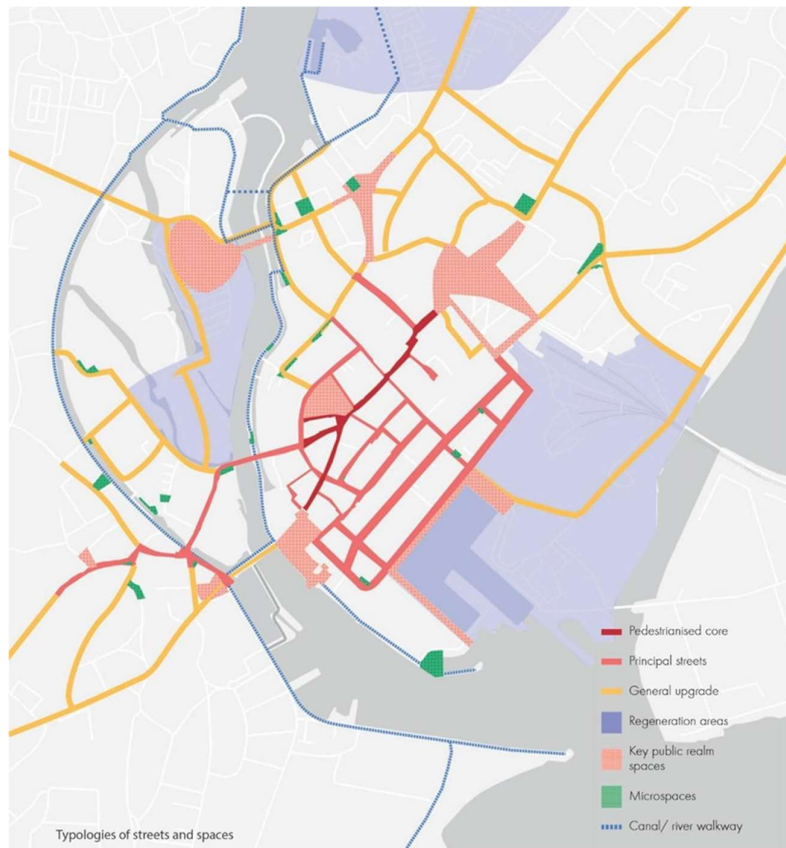 Pedestrianised core
Principal streets
General upgrade
Regeneration areas
Key public realm
spaces
Microspaces
Canal/ river walkway
Typologies of streets and spaces